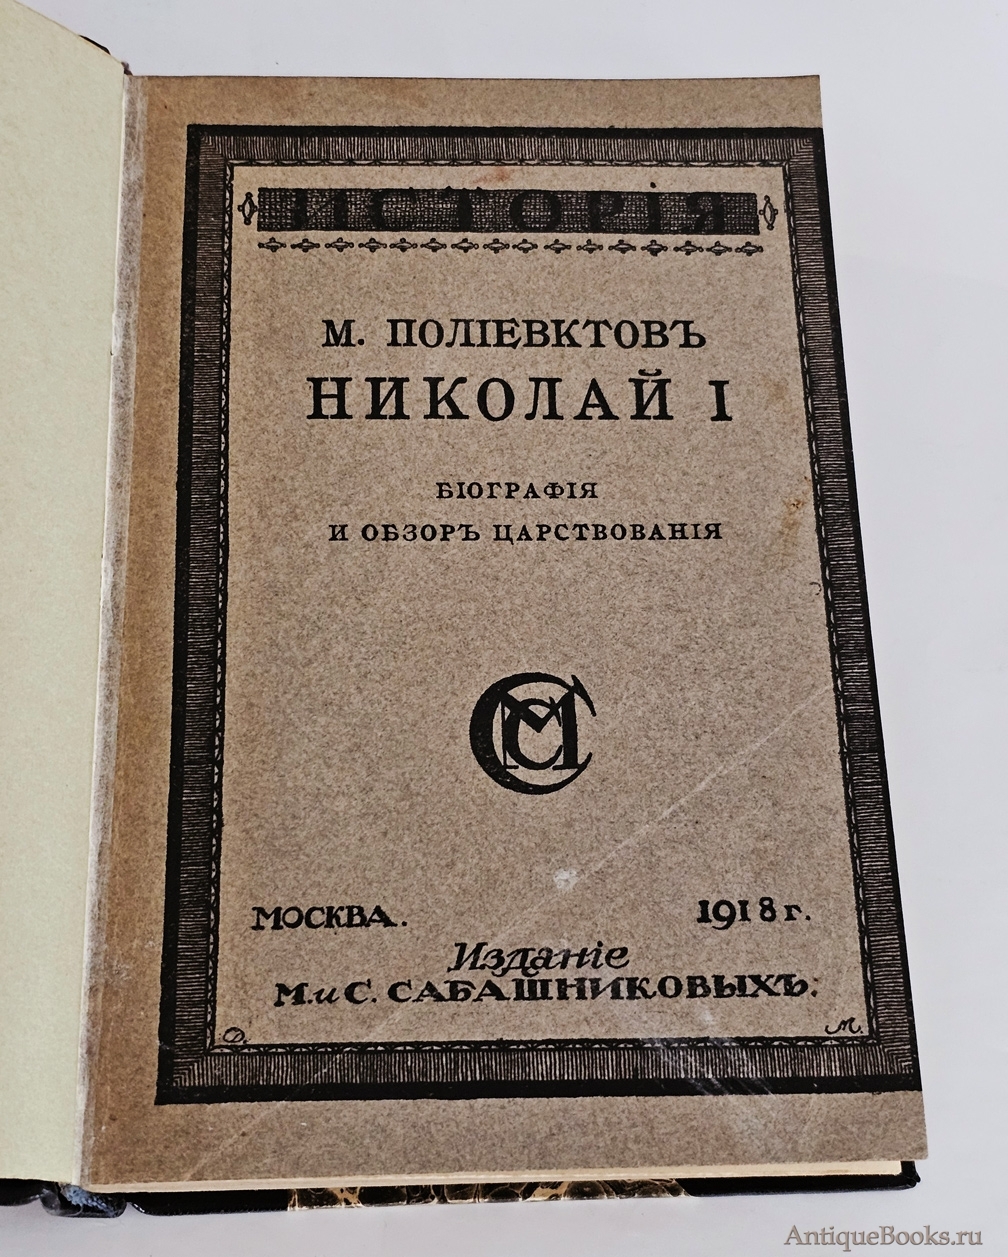 ИСТОРІЯ
М. ПОЛІЕВКТОВЪ
НИКОЛАЙ I
БІОГРАФІЯ
И ОБЗОРЪ ЦАРСТВОВАНІЯ
МОСКВА. 1918 г.
Изданіе
М. и С. САБАШНИКОВЫХЪ:
Д. М.
AntiqueBooks.ru